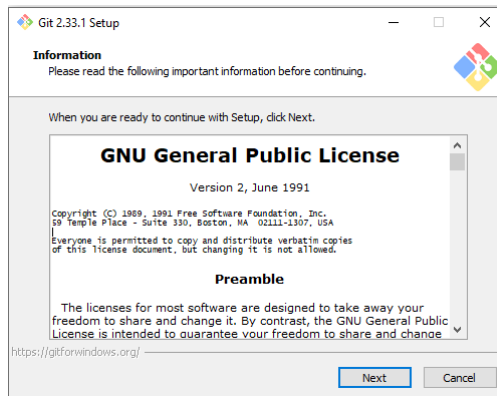 Git 2.33.1 Setup
Information
Please read the following important information before continuing.
When you are ready to continue with Setup, click Next.
GNU General Public License
Version 2, June 1991
Copyright (C) 1989, 1991 Free Software Foundation, Inc.
59 Temple Place - Suite 330, Boston, MA  02111-1307, USA
Everyone is permitted to copy and distribute verbatim copies
of this license document, but changing it is not allowed.
Preamble
The licenses for most software are designed to take away your
freedom to share and change it. By contrast, the GNU General Public
License is intended to guarantee your freedom to share and change
https://gitforwindows.org/
Next
Cancel